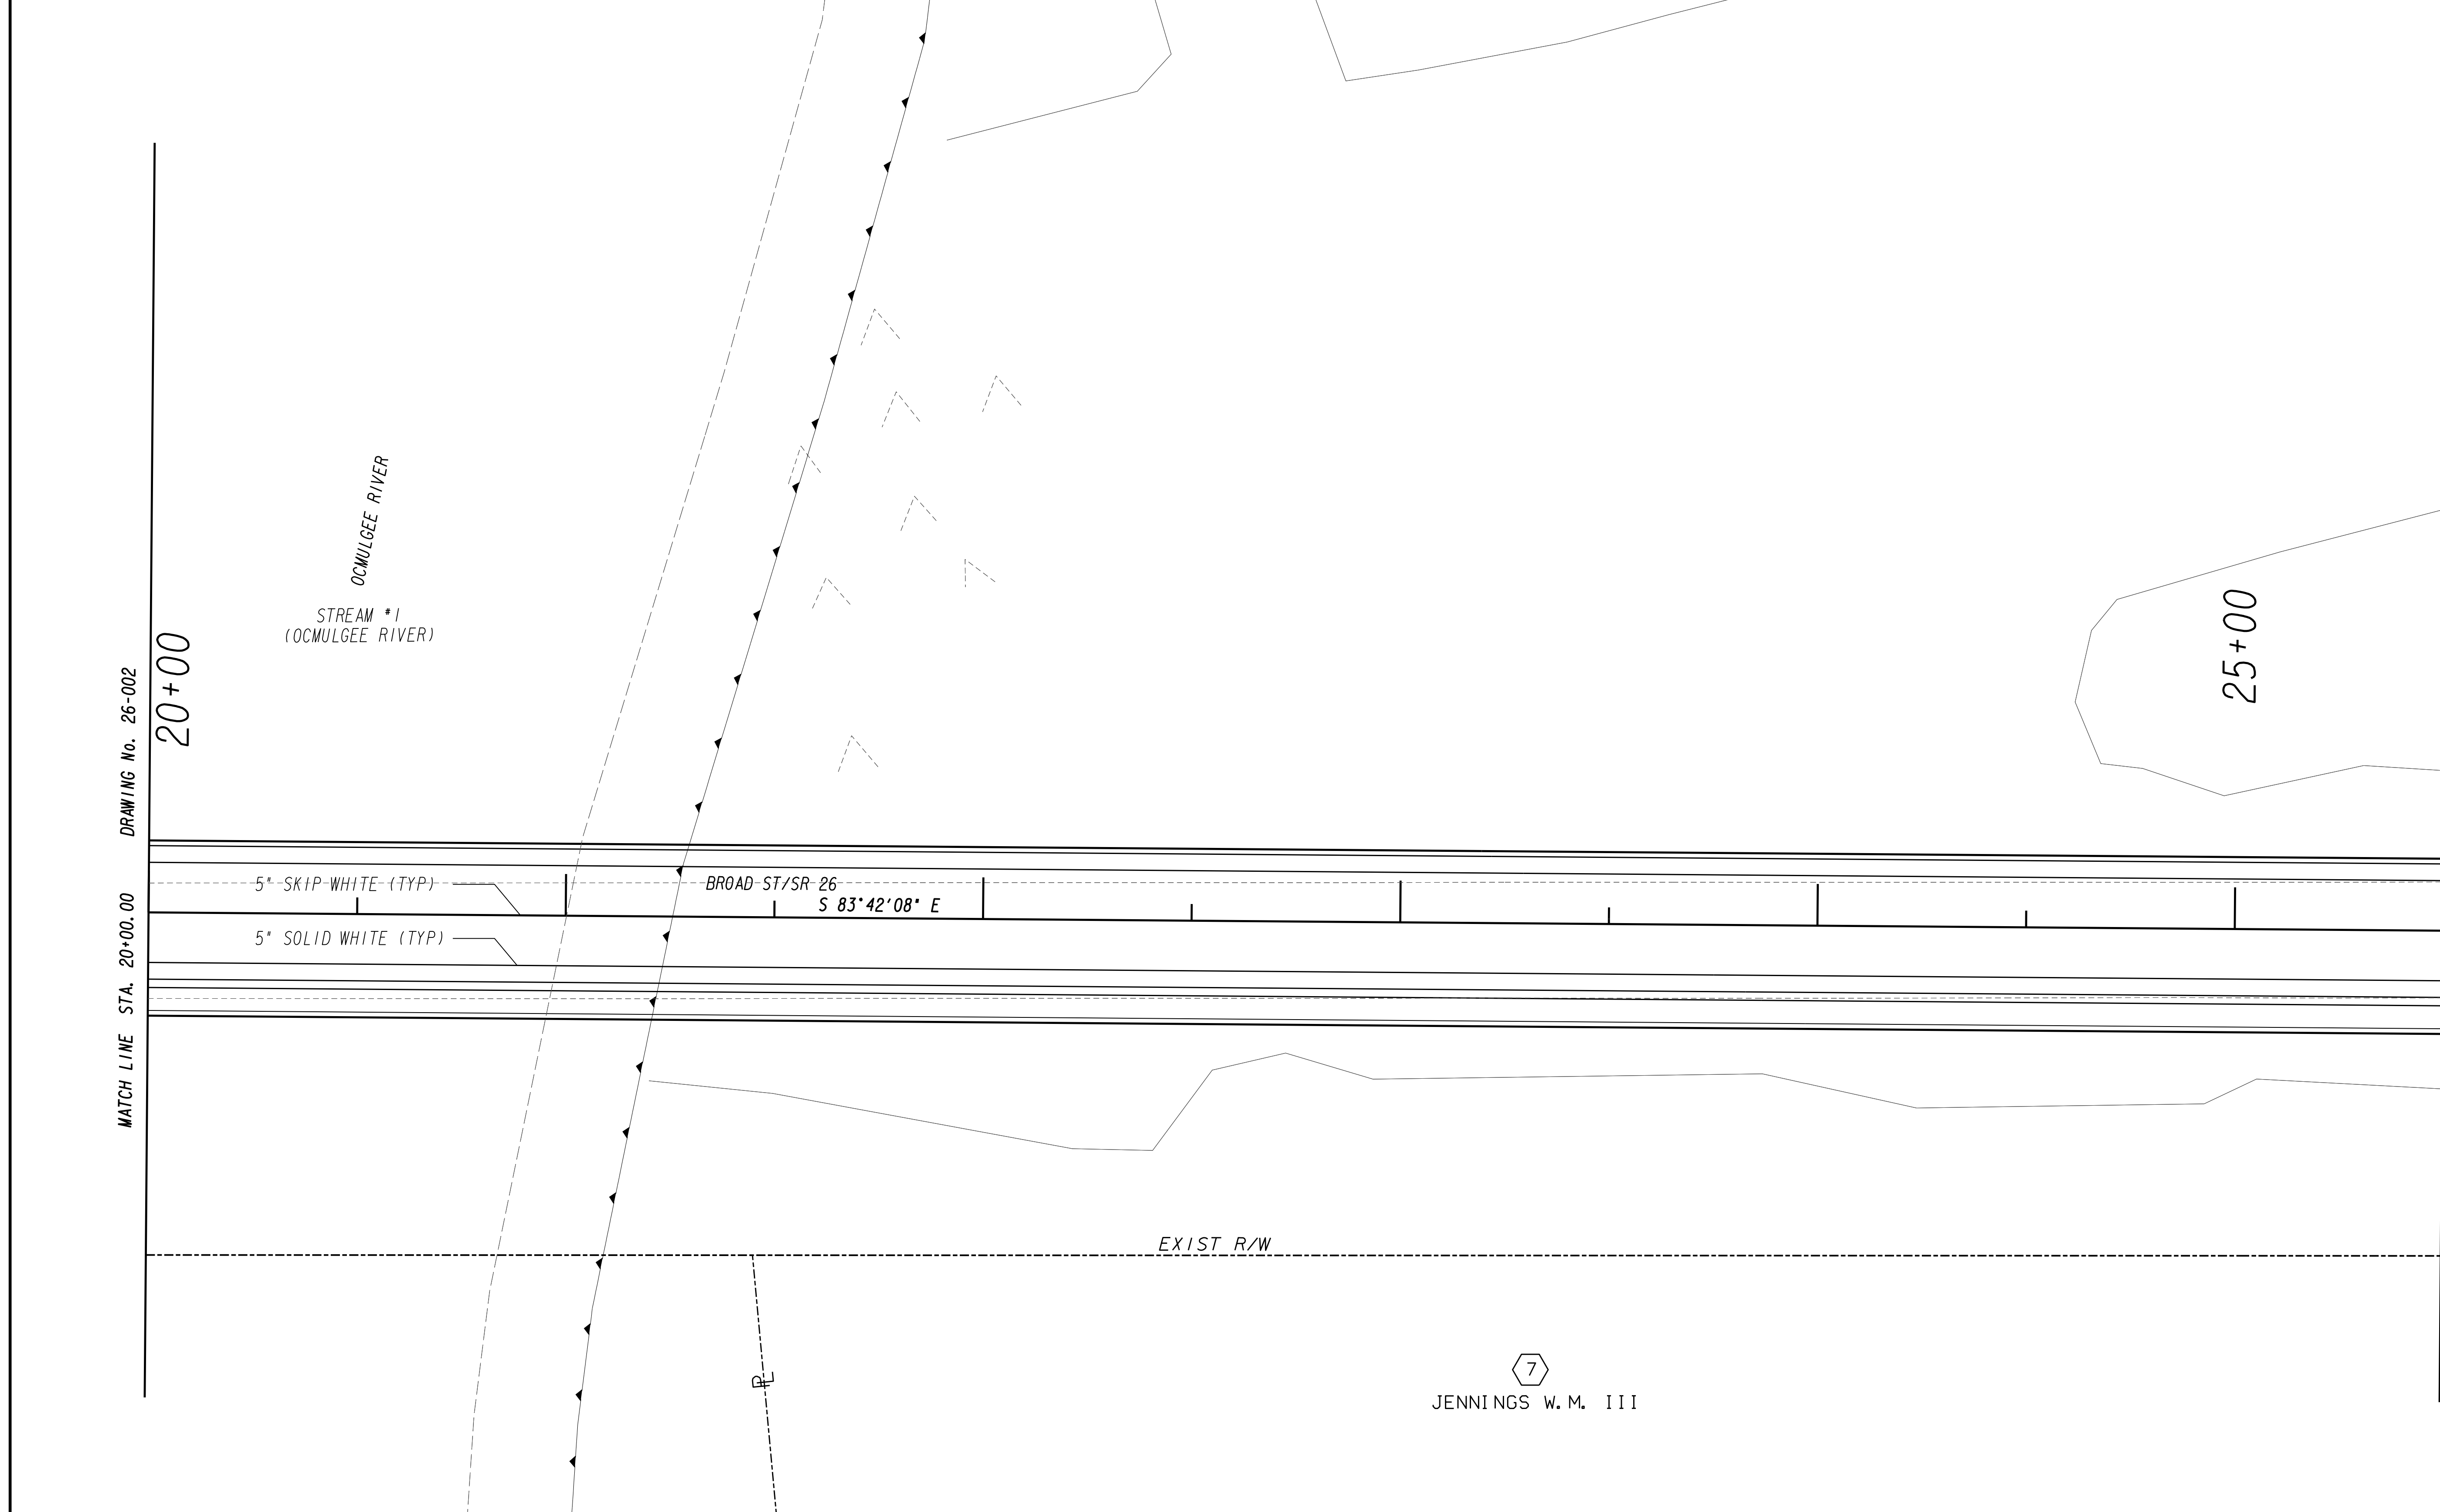 OCMULGEE RIVER
STREAM #1
(OCMULGEE RIVER)
20+00
25+00
MATCH LINE STA. 20+00.00 DRAWING No. 26-002
5" SKIP WHITE (TYP)
BROAD ST/SR 26
S 83°42'08" E
5" SOLID WHITE (TYP)
EXIST R/W
PL
7
JENNINGS W.M. III